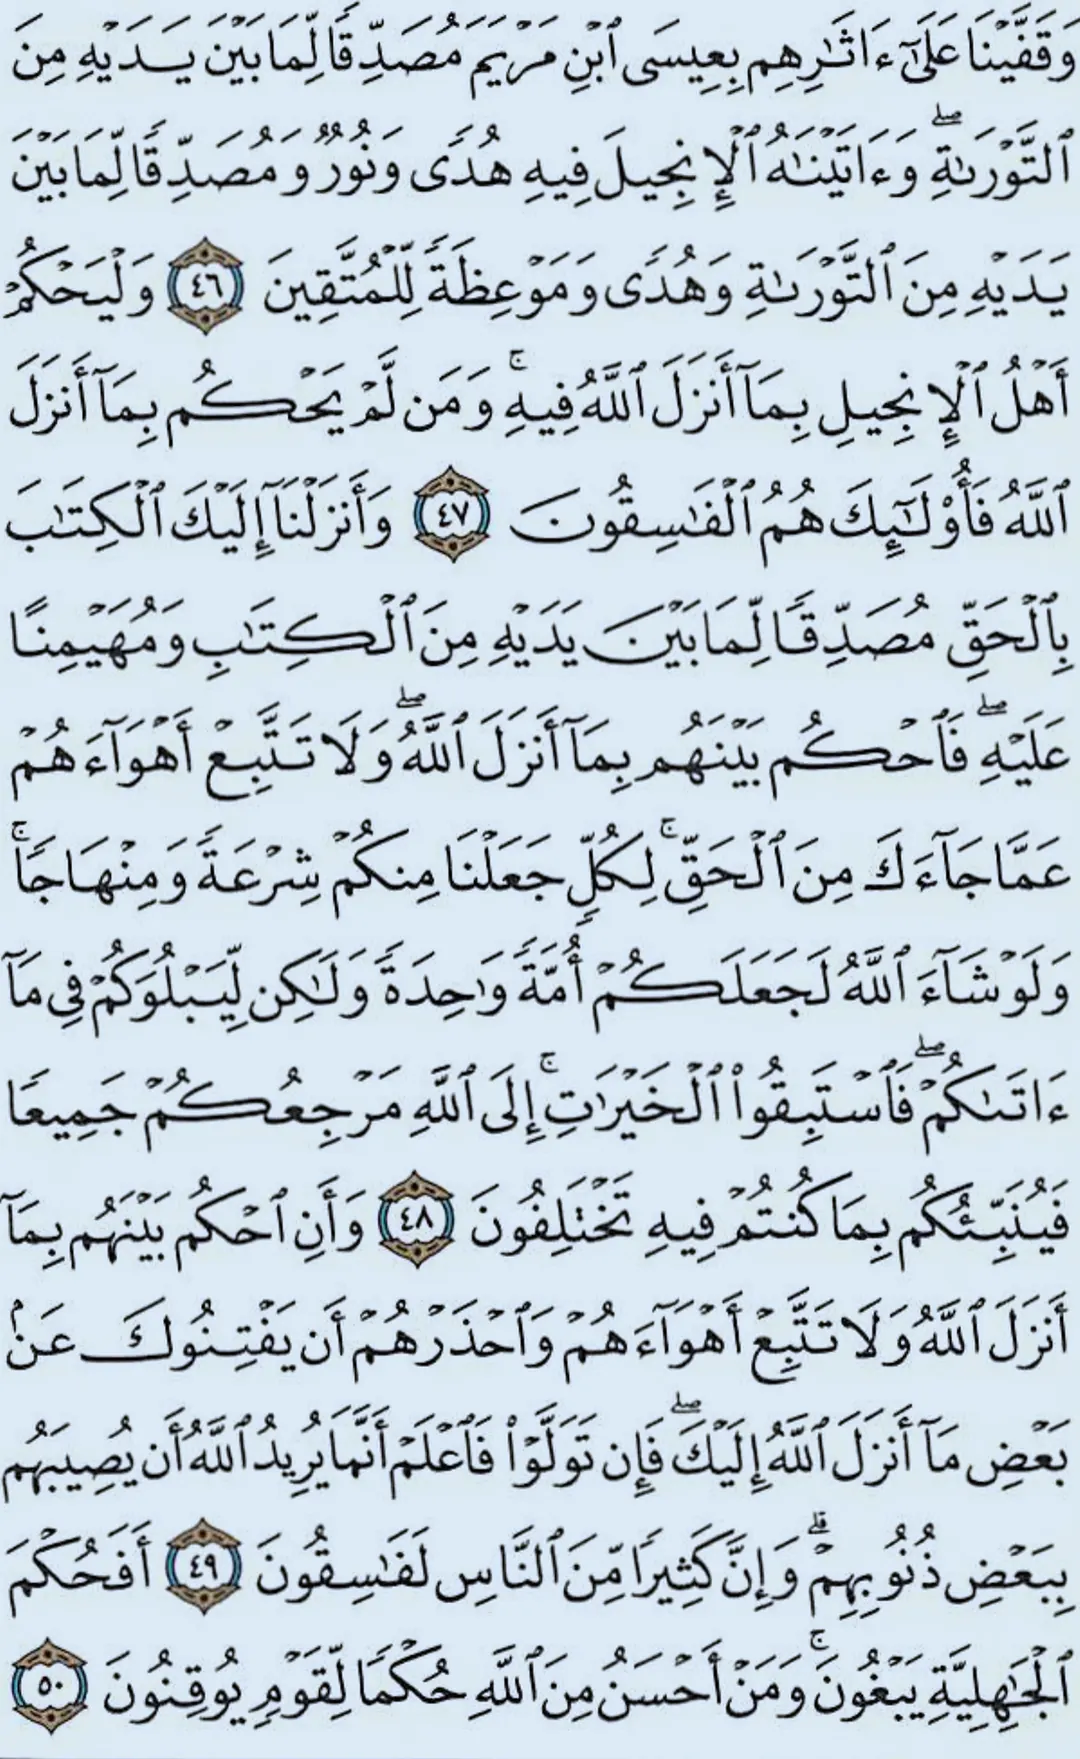 وَقَفَّيۡنَا عَلَىٰٓ ءَاثَٰرِهِم بِعِيسَى ٱبۡنِ مَرۡيَمَ مُصَدِّقٗا لِّمَا بَيۡنَ يَدَيۡهِ مِنَ
ٱلتَّوۡرَىٰةِۖ وَءَاتَيۡنَٰهُ ٱلۡإِنجِيلَ فِيهِ هُدٗى وَنُورٞ وَمُصَدِّقٗا لِّمَا بَيۡنَ
يَدَيۡهِ مِنَ ٱلتَّوۡرَىٰةِ وَهُدٗى وَمَوۡعِظَةٗ لِّلۡمُتَّقِينَ ٤٦ وَلۡيَحۡكُمۡ
أَهۡلُ ٱلۡإِنجِيلِ بِمَآ أَنزَلَ ٱللَّهُ فِيهِۚ وَمَن لَّمۡ يَحۡكُم بِمَآ أَنزَلَ
ٱللَّهُ فَأُوْلَٰٓئِكَ هُمُ ٱلۡفَٰسِقُونَ ٤٧ وَأَنزَلۡنَآ إِلَيۡكَ ٱلۡكِتَٰبَ
بِٱلۡحَقِّ مُصَدِّقٗا لِّمَا بَيۡنَ يَدَيۡهِ مِنَ ٱلۡكِتَٰبِ وَمُهَيۡمِنًا
عَلَيۡهِۖ فَٱحۡكُم بَيۡنَهُم بِمَآ أَنزَلَ ٱللَّهُۖ وَلَا تَتَّبِعۡ أَهۡوَآءَهُمۡ
عَمَّا جَآءَكَ مِنَ ٱلۡحَقِّۚ لِكُلّٖ جَعَلۡنَا مِنكُمۡ شِرۡعَةٗ وَمِنۡهَاجٗاۚ
وَلَوۡ شَآءَ ٱللَّهُ لَجَعَلَكُمۡ أُمَّةٗ وَٰحِدَةٗ وَلَٰكِن لِّيَبۡلُوَكُمۡ فِي مَآ
ءَاتَىٰكُمۡۖ فَٱسۡتَبِقُواْ ٱلۡخَيۡرَٰتِۚ إِلَى ٱللَّهِ مَرۡجِعُكُمۡ جَمِيعٗا
فَيُنَبِّئُكُم بِمَا كُنتُمۡ فِيهِ تَخۡتَلِفُونَ ٤٨ وَأَنِ ٱحۡكُم بَيۡنَهُم بِمَآ
أَنزَلَ ٱللَّهُ وَلَا تَتَّبِعۡ أَهۡوَآءَهُمۡ وَٱحۡذَرۡهُمۡ أَن يَفۡتِنُوكَ عَنۢ
بَعۡضِ مَآ أَنزَلَ ٱللَّهُ إِلَيۡكَۖ فَإِن تَوَلَّوۡاْ فَٱعۡلَمۡ أَنَّمَا يُرِيدُ ٱللَّهُ أَن يُصِيبَهُم
بِبَعۡضِ ذُنُوبِهِمۡۗ وَإِنَّ كَثِيرٗا مِّنَ ٱلنَّاسِ لَفَٰسِقُونَ ٤٩ أَفَحُكۡمَ
ٱلۡجَٰهِلِيَّةِ يَبۡغُونَۚ وَمَنۡ أَحۡسَنُ مِنَ ٱللَّهِ حُكۡمٗا لِّقَوۡمٖ يُوقِنُونَ ٥٠